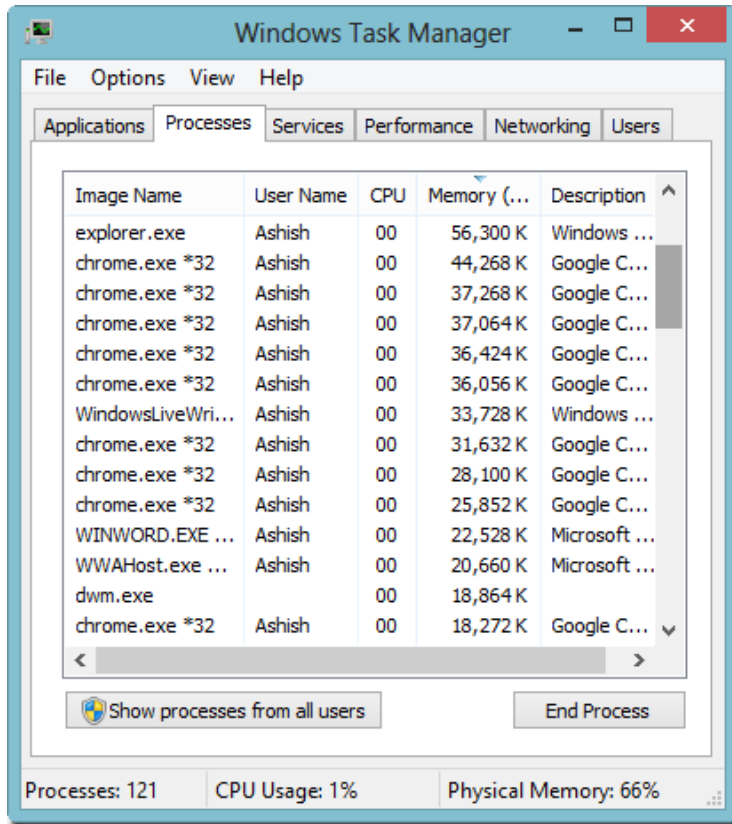 Windows Task Manager
File Options View Help
Applications Processes Services Performance Networking Users
Image Name User Name CPU Memory (... Description
explorer.exe Ashish 00 56,300 K Windows ...
chrome.exe *32 Ashish 00 44,268 K Google C...
chrome.exe *32 Ashish 00 37,268 K Google C...
chrome.exe *32 Ashish 00 37,064 K Google C...
chrome.exe *32 Ashish 00 36,424 K Google C...
chrome.exe *32 Ashish 00 36,056 K Google C...
WindowsLiveWri... Ashish 00 33,728 K Windows ...
chrome.exe *32 Ashish 00 31,632 K Google C...
chrome.exe *32 Ashish 00 28,100 K Google C...
chrome.exe *32 Ashish 00 25,852 K Google C...
WINWORD.EXE ... Ashish 00 22,528 K Microsoft ...
WWAHost.exe ... Ashish 00 20,660 K Microsoft ...
dwm.exe 00 18,864 K
chrome.exe *32 Ashish 00 18,272 K Google C...
Show processes from all users End Process
Processes: 121 CPU Usage: 1% Physical Memory: 66%